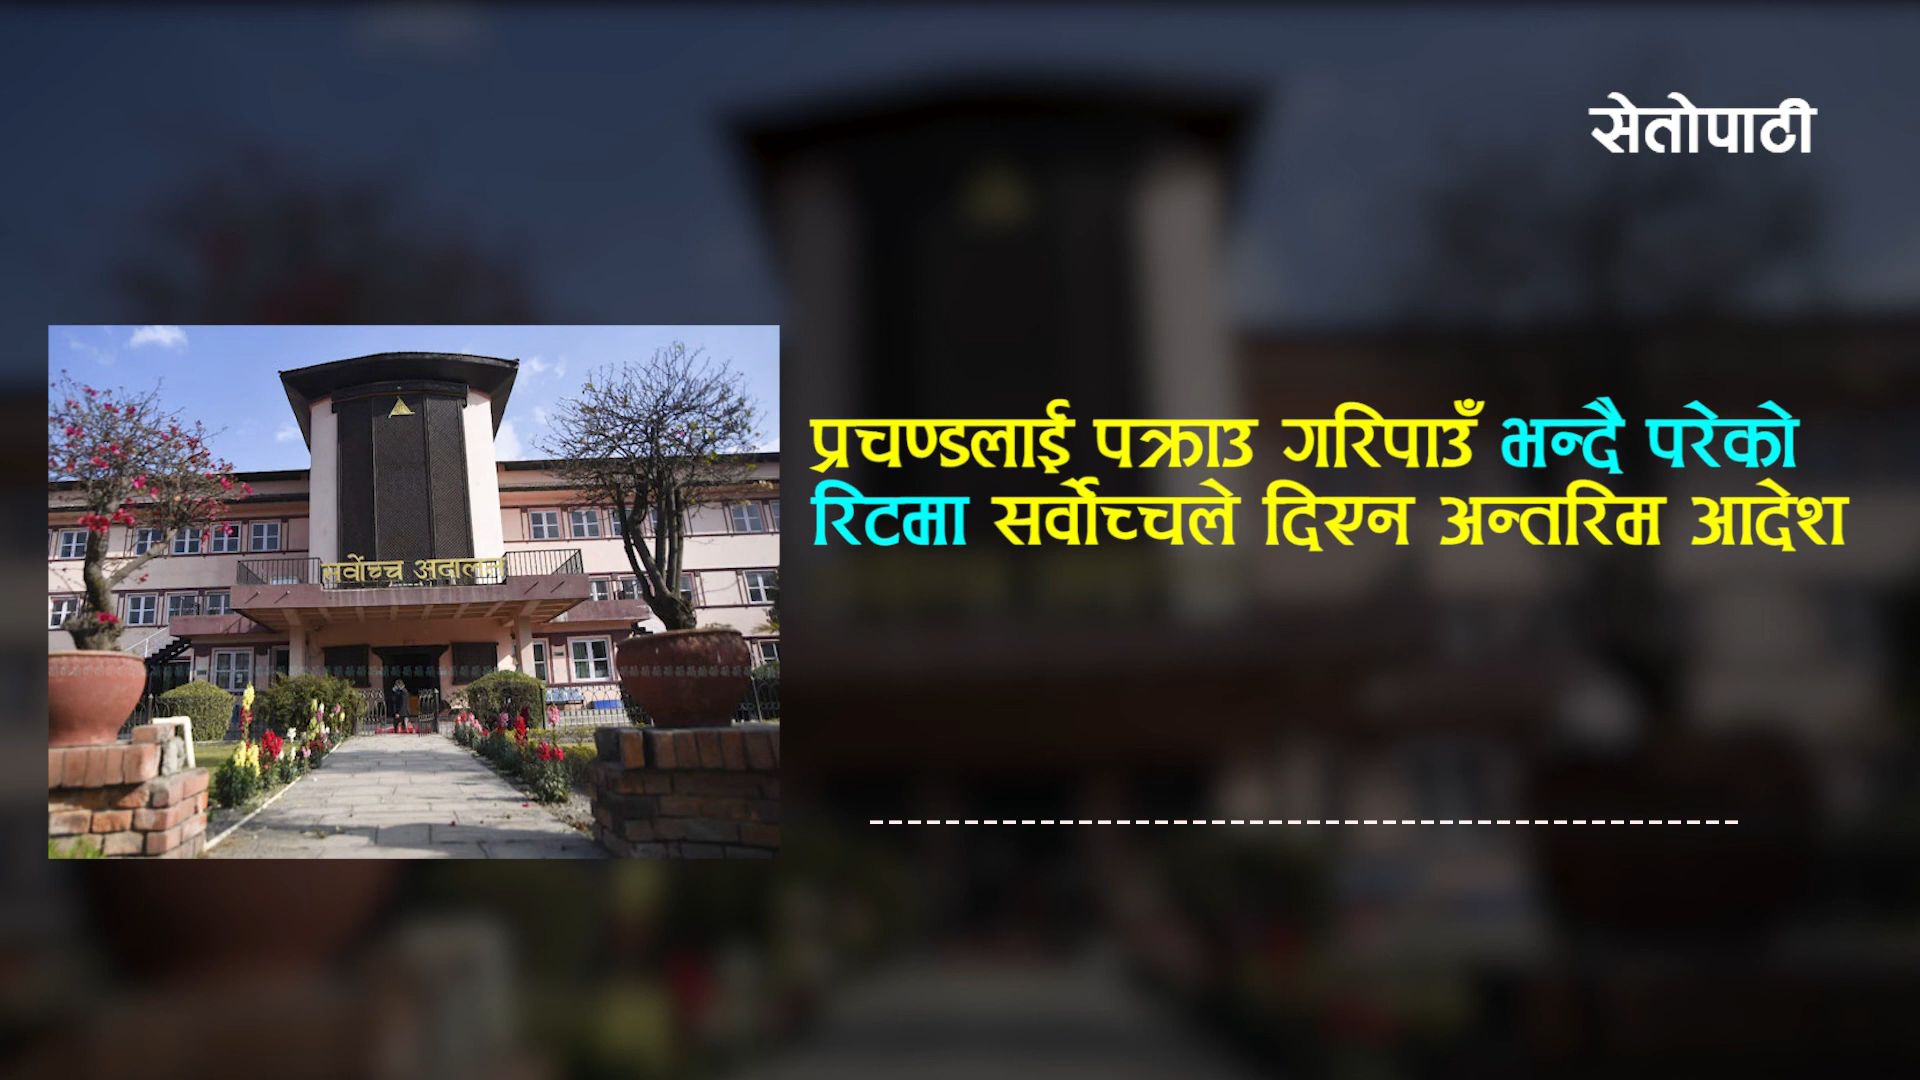 सेतोपाटी
प्रचण्डलाई पक्राउ गरिपाउँ भन्दै परेको
रिटमा सर्वोच्चले दिएन अन्तरिम आदेश
सर्वोच्च अदालत